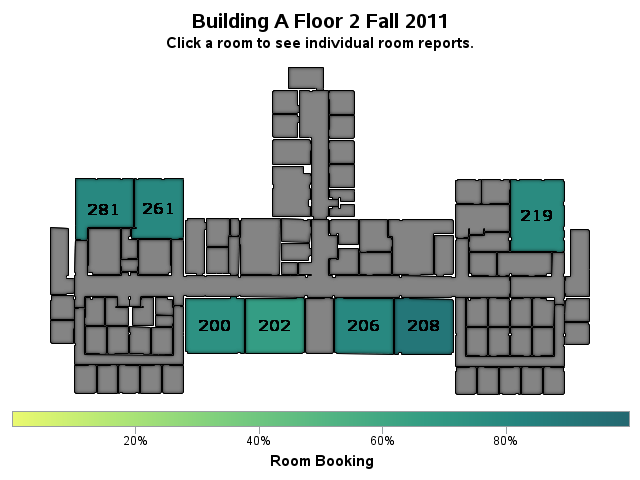 Building A Floor 2 Fall 2011
Click a room to see individual room reports.
281 261 219
200 202 206 208
20% 40% 60% 80%
Room Booking